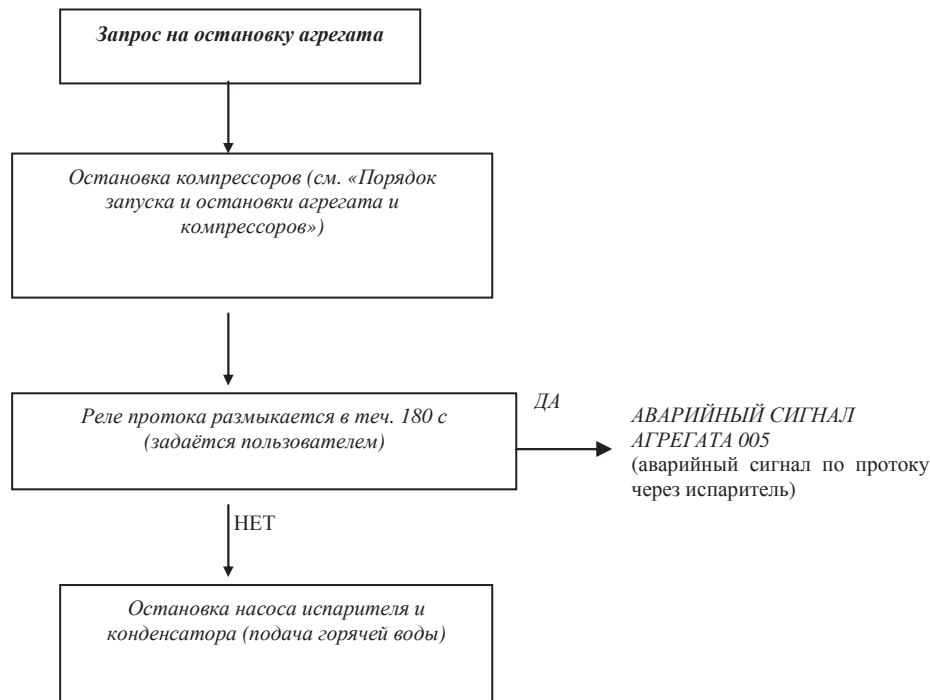 Запрос на остановку агрегата
Остановка компрессоров (см. «Порядок
запуска и остановки агрегата и
компрессоров»)
Реле протока размыкается в теч. 180 с
(задаётся пользователем)
ДА
АВАРИЙНЫЙ СИГНАЛ
АГРЕГАТА 005
(аварийный сигнал по протоку
через испаритель)
НЕТ
Остановка насоса испарителя и
конденсатора (подача горячей воды)